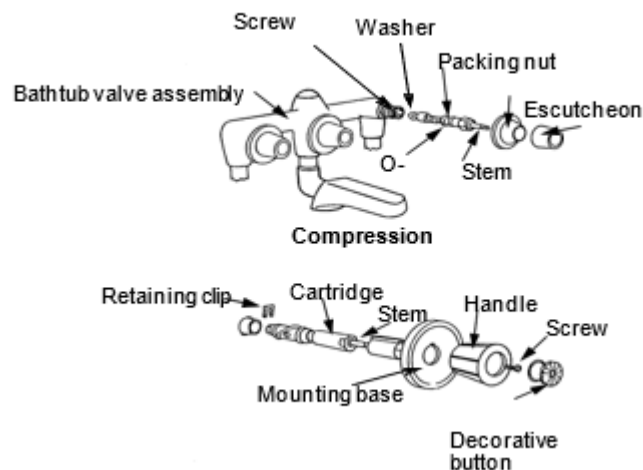 Screw
Washer
Packing nut
Bathtub valve assembly
Escutcheon
O-
Stem
Compression
Retaining clip
Cartridge
Stem
Handle
Screw
Mounting base
Decorative
button